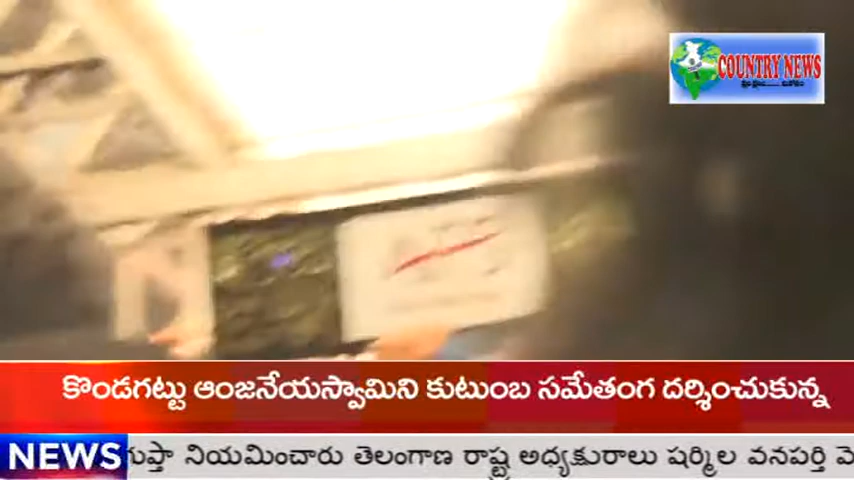 COUNTRY NEWS
కొండగట్టు ఆంజనేయస్వామిని కుటుంబ సమేతంగ దర్శించుకున్న
NEWS
గుప్తా నియమించారు తెలంగాణ రాష్ట్ర అధ్యక్షురాలు షర్మిల వనపర్తి